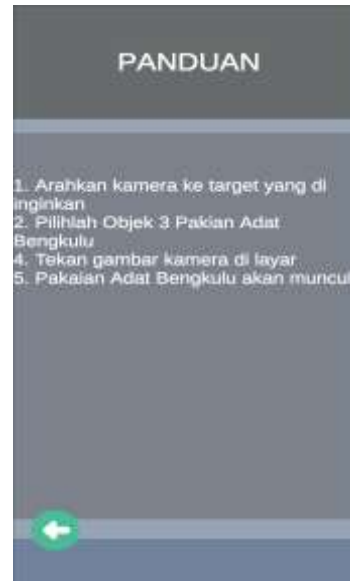 PANDUAN
1. Arahkan kamera ke target yang di
inginkan
2. Pilihlah Objek 3 Pakian Adat
Bengkulu
4. Tekan gambar kamera di layar
5. Pakaian Adat Bengkulu akan muncul